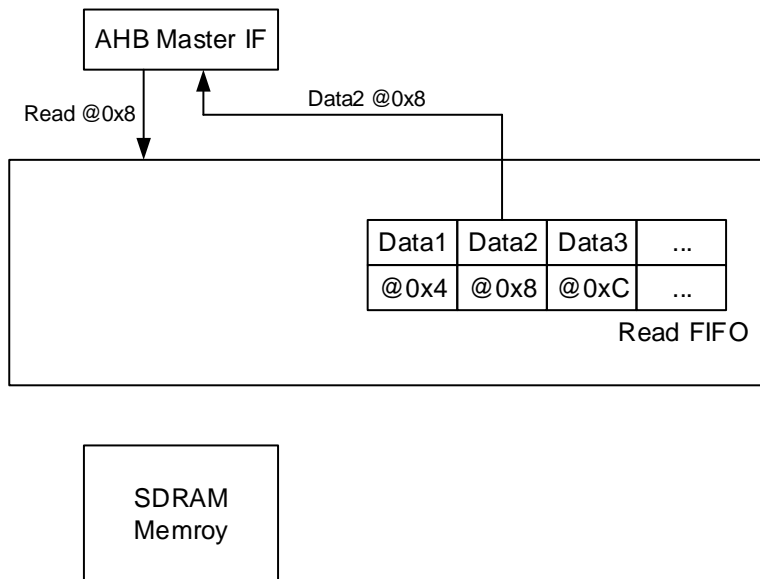 AHB Master IF
Read @0x8
Data2 @0x8
Data1 Data2 Data3 ...
@0x4 @0x8 @0xC ...
Read FIFO
SDRAM
Memroy